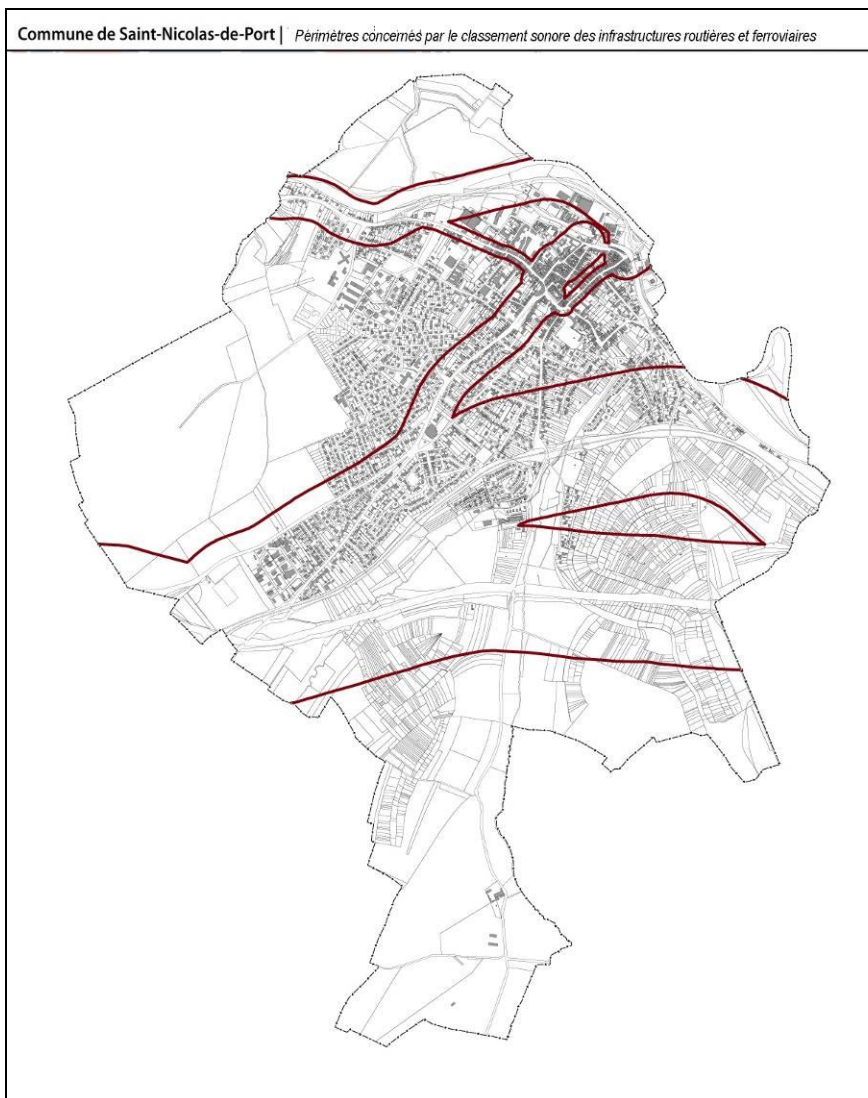 Commune de Saint-Nicolas-de-Port | Périmètres concernés par le classement sonore des infrastructures routières et ferroviaires